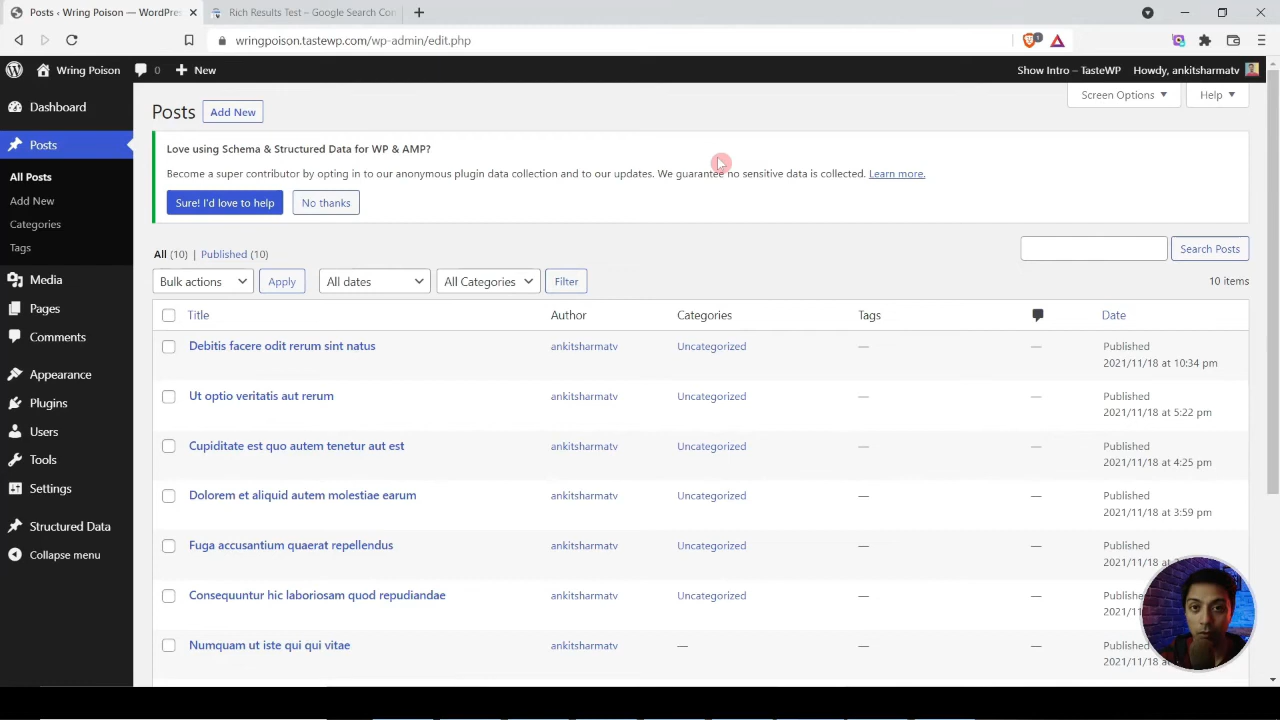 Posts ‹ Wring Poison — WordPres
Rich Results Test – Google Search Con
wringpoison.tastewp.com/wp-admin/edit.php
1
Wring Poison
0
New
Show Intro – TasteWP
Howdy, ankitsharmatv
Dashboard
Posts
All Posts
Add New
Categories
Tags
Media
Pages
Comments
Appearance
Plugins
Users
Tools
Settings
Structured Data
Collapse menu
Screen Options
Help
Posts
Add New
Love using Schema & Structured Data for WP & AMP?
Become a super contributor by opting in to our anonymous plugin data collection and to our updates. We guarantee no sensitive data is collected. Learn more.
Sure! I'd love to help
No thanks
All (10) | Published (10)
Search Posts
Bulk actions
Apply
All dates
All Categories
Filter
10 items
Title Author Categories Tags Date
Debitis facere odit rerum sint natus ankitsharmatv Uncategorized — — Published
2021/11/18 at 10:34 pm
Ut optio veritatis aut rerum ankitsharmatv Uncategorized — — Published
2021/11/18 at 5:22 pm
Cupiditate est quo autem tenetur aut est ankitsharmatv Uncategorized — — Published
2021/11/18 at 4:25 pm
Dolorem et aliquid autem molestiae earum ankitsharmatv Uncategorized — — Published
2021/11/18 at 3:59 pm
Fuga accusantium quaerat repellendus ankitsharmatv Uncategorized — — Published
2021/11/18 at
Consequuntur hic laboriosam quod repudiandae ankitsharmatv Uncategorized — —
Numquam ut iste qui qui vitae ankitsharmatv — — —